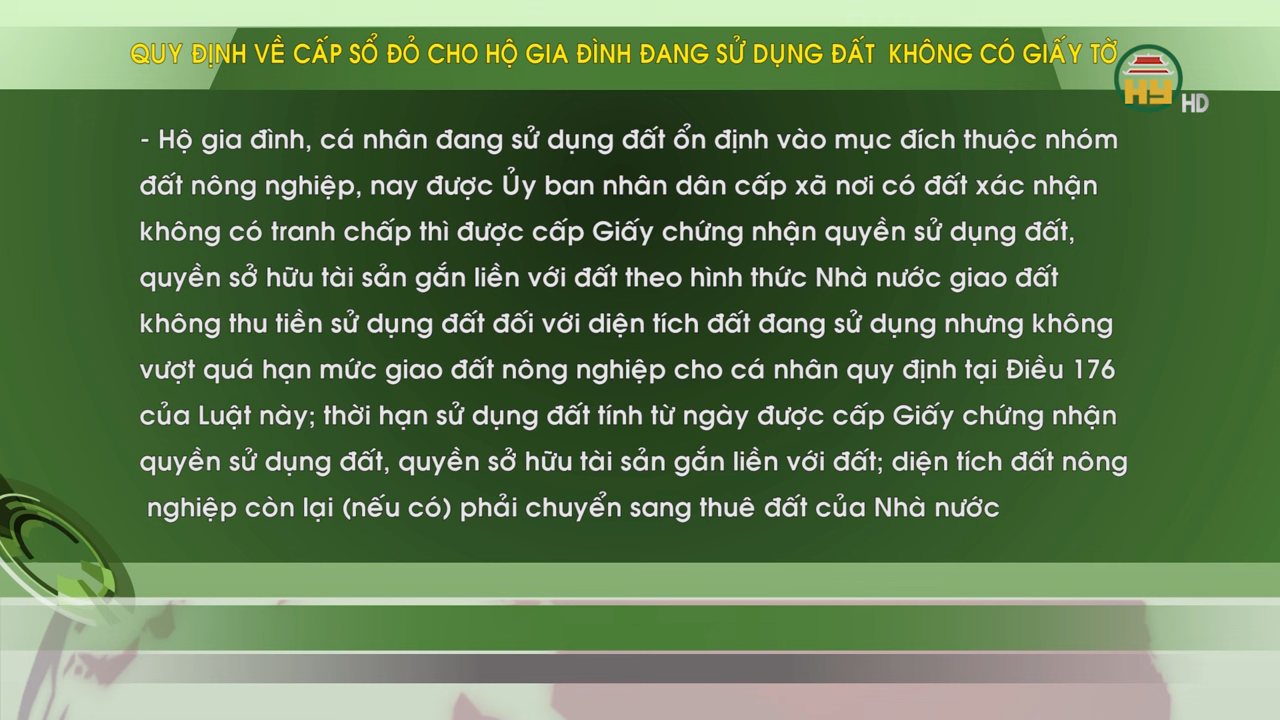 QUY ĐỊNH VỀ CẤP SỔ ĐỎ CHO HỘ GIA ĐÌNH ĐANG SỬ DỤNG ĐẤT KHÔNG CÓ GIẤY TỜ
HY HD
- Hộ gia đình, cá nhân đang sử dụng đất ổn định vào mục đích thuộc nhóm
đất nông nghiệp, nay được Ủy ban nhân dân cấp xã nơi có đất xác nhận
không có tranh chấp thì được cấp Giấy chứng nhận quyền sử dụng đất,
quyền sở hữu tài sản gắn liền với đất theo hình thức Nhà nước giao đất
không thu tiền sử dụng đất đối với diện tích đất đang sử dụng nhưng không
vượt quá hạn mức giao đất nông nghiệp cho cá nhân quy định tại Điều 176
của Luật này; thời hạn sử dụng đất tính từ ngày được cấp Giấy chứng nhận
quyền sử dụng đất, quyền sở hữu tài sản gắn liền với đất; diện tích đất nông
nghiệp còn lại (nếu có) phải chuyển sang thuê đất của Nhà nước